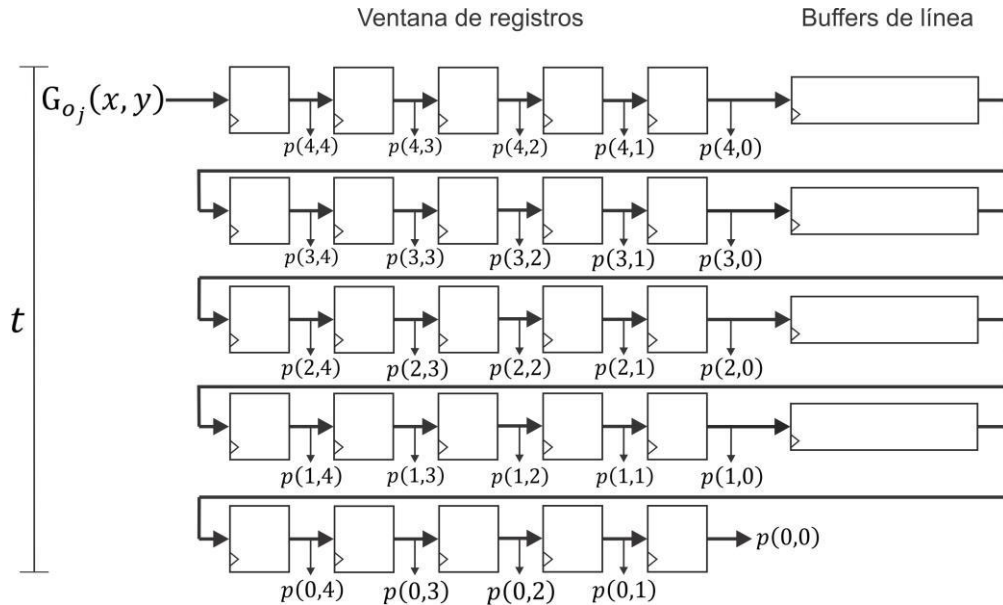 Ventana de registros Buffers de línea
G_{o_j}(x, y)
p(4,4) p(4,3) p(4,2) p(4,1) p(4,0)
p(3,4) p(3,3) p(3,2) p(3,1) p(3,0)
t
p(2,4) p(2,3) p(2,2) p(2,1) p(2,0)
p(1,4) p(1,3) p(1,2) p(1,1) p(1,0)
p(0,0)
p(0,4) p(0,3) p(0,2) p(0,1)